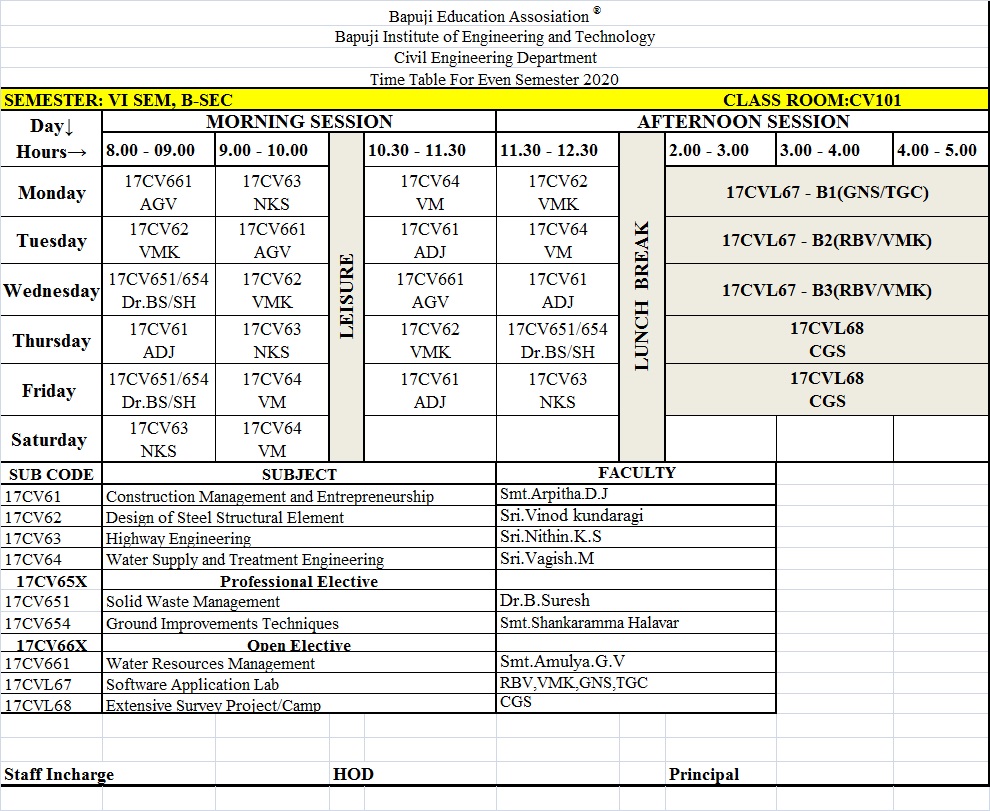 Bapuji Education Assosiation ®
Bapuji Institute of Engineering and Technology
Civil Engineering Department
Time Table For Even Semester 2020
SEMESTER: VI SEM, B-SEC CLASS ROOM:CV101
Day↓ MORNING SESSION AFTERNOON SESSION
Hours→ 8.00 - 09.00 9.00 - 10.00 10.30 - 11.30 11.30 - 12.30 2.00 - 3.00 3.00 - 4.00 4.00 - 5.00
LEISURE
LUNCH BREAK
Monday 17CV661 17CV63 17CV64 17CV62 17CVL67 - B1(GNS/TGC)
AGV NKS VM VMK
Tuesday 17CV62 17CV661 17CV61 17CV64 17CVL67 - B2(RBV/VMK)
VMK AGV ADJ VM
Wednesday 17CV651/654 17CV62 17CV661 17CV61 17CVL67 - B3(RBV/VMK)
Dr.BS/SH VMK AGV ADJ
Thursday 17CV61 17CV63 17CV62 17CV651/654 17CVL68
ADJ NKS VMK Dr.BS/SH CGS
Friday 17CV651/654 17CV64 17CV61 17CV63 17CVL68
Dr.BS/SH VM ADJ NKS CGS
Saturday 17CV63 17CV64
NKS VM
SUB CODE SUBJECT FACULTY
17CV61 Construction Management and Entrepreneurship Smt.Arpitha.D.J
17CV62 Design of Steel Structural Element Sri.Vinod kundaragi
17CV63 Highway Engineering Sri.Nithin.K.S
17CV64 Water Supply and Treatment Engineering Sri.Vagish.M
17CV65X Professional Elective
17CV651 Solid Waste Management Dr.B.Suresh
17CV654 Ground Improvements Techniques Smt.Shankaramma Halavar
17CV66X Open Elective
17CV661 Water Resources Management Smt.Amulya.G.V
17CVL67 Software Application Lab RBV,VMK,GNS,TGC
17CVL68 Extensive Survey Project/Camp CGS
Staff Incharge HOD Principal